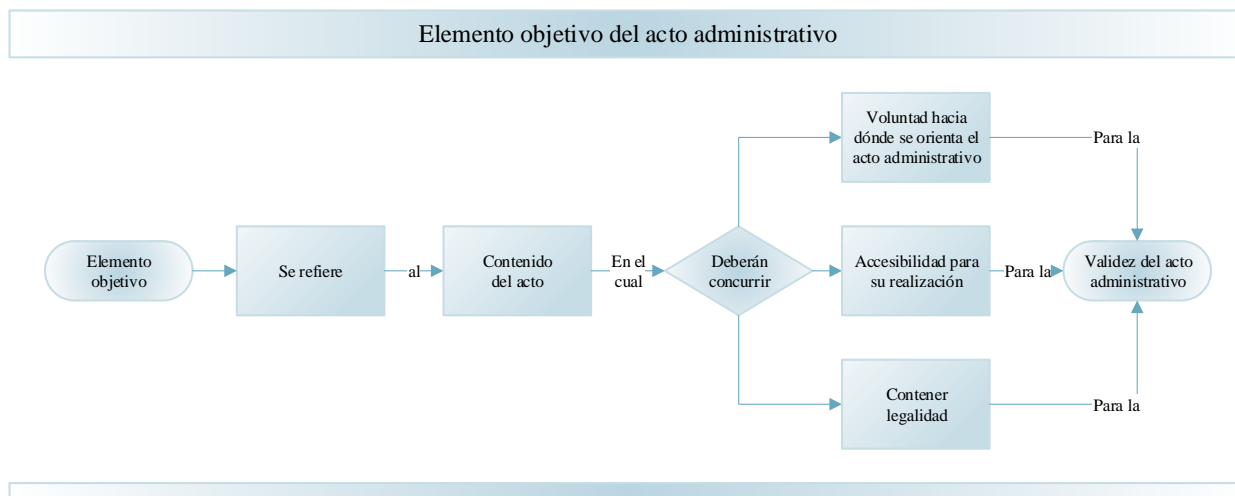 Elemento objetivo del acto administrativo
Elemento
objetivo
Se refiere
al
Contenido
del acto
En el
cual
Deberán
concurrir
Voluntad hacia
dónde se orienta el
acto administrativo
Para la
Accesibilidad para
su realización
Para la
Contener
legalidad
Para la
Validez del acto
administrativo